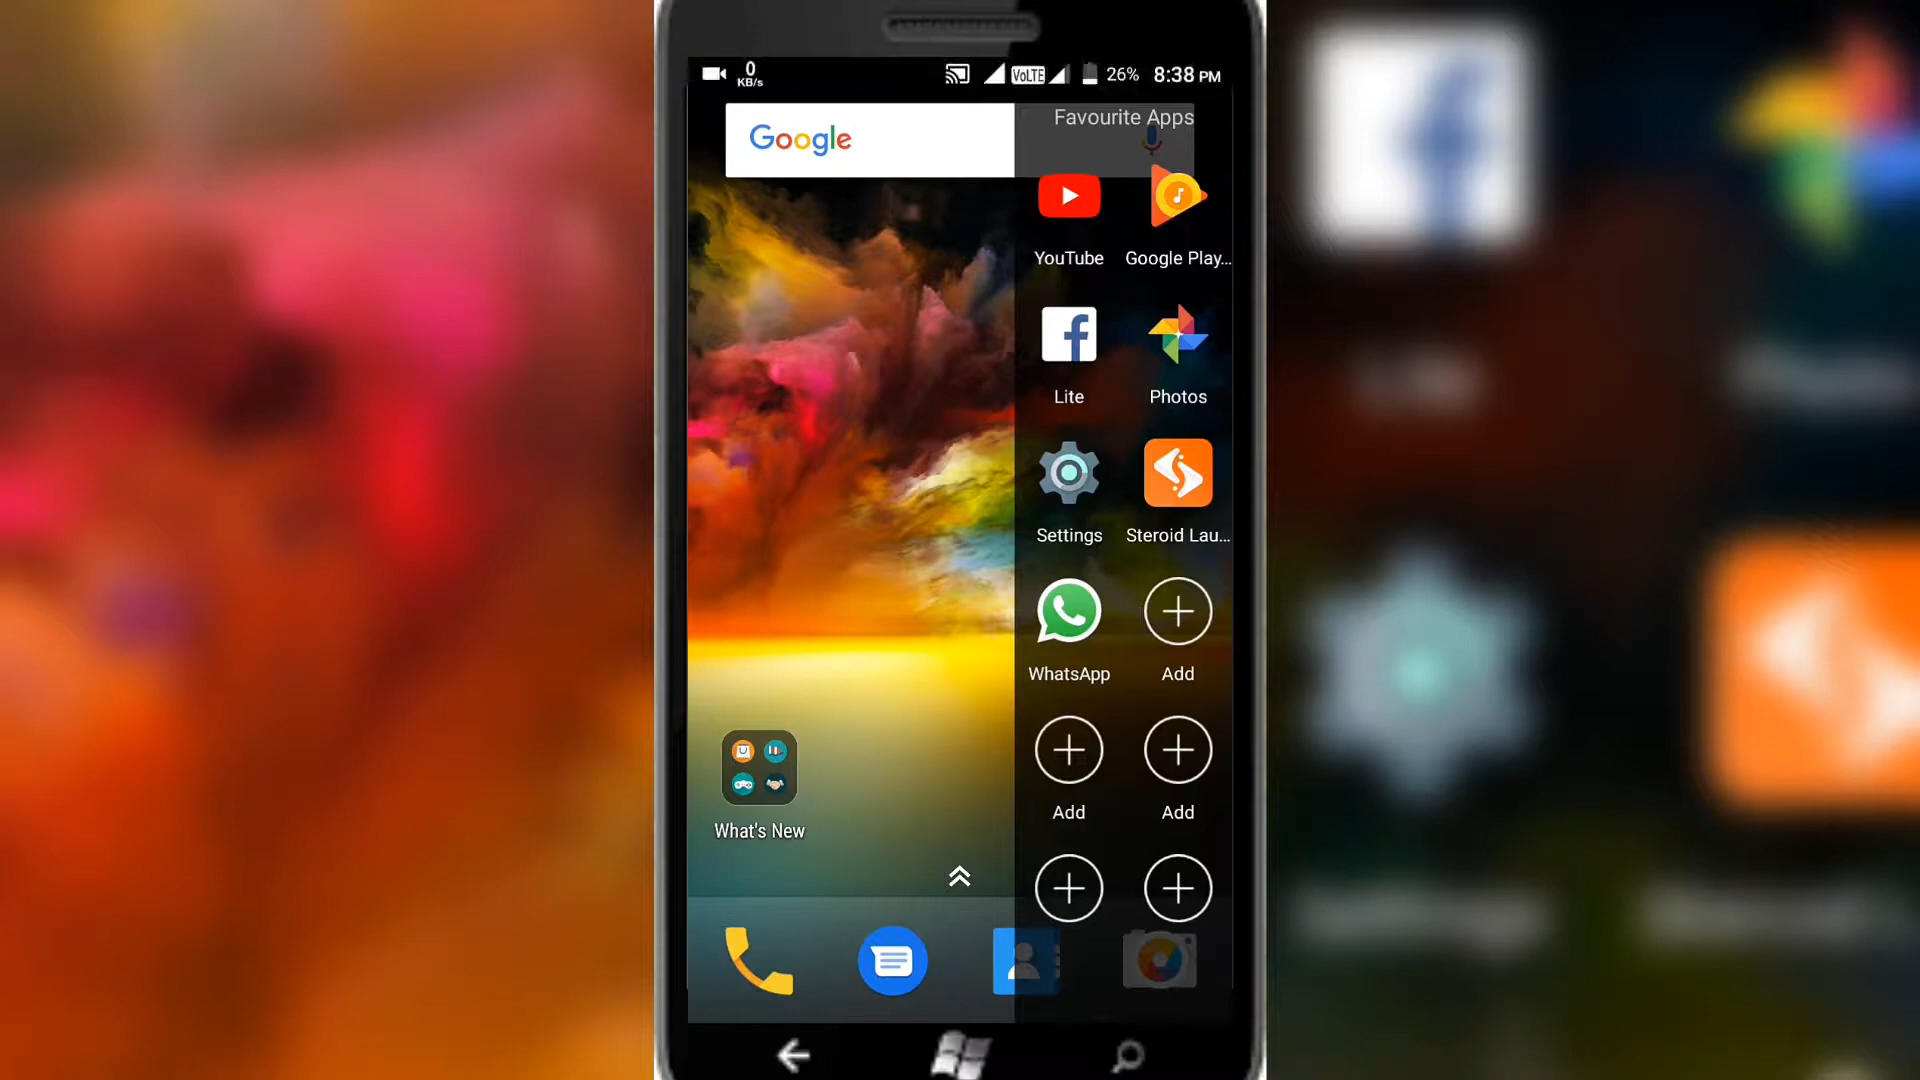 0
KB/s
VoLTE
26%
8:38 PM
Google
Favourite Apps
YouTube
Google Play...
Lite
Photos
Settings
Steroid Lau...
WhatsApp
Add
Add
Add
What's New